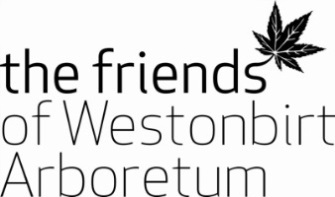 the friends
of Westonbirt
Arboretum